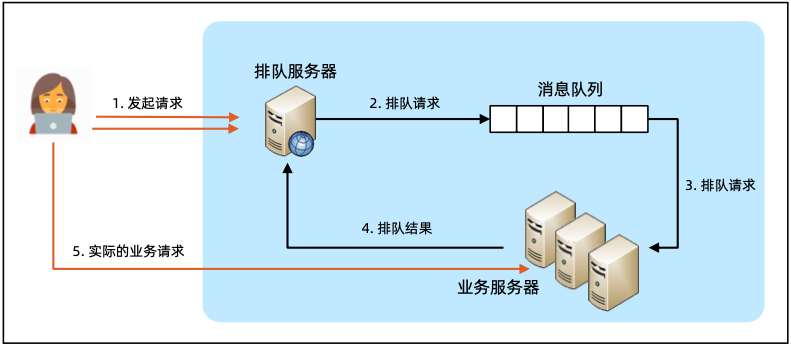 排队服务器
消息队列
1. 发起请求
2. 排队请求
3. 排队请求
4. 排队结果
5. 实际的业务请求
业务服务器